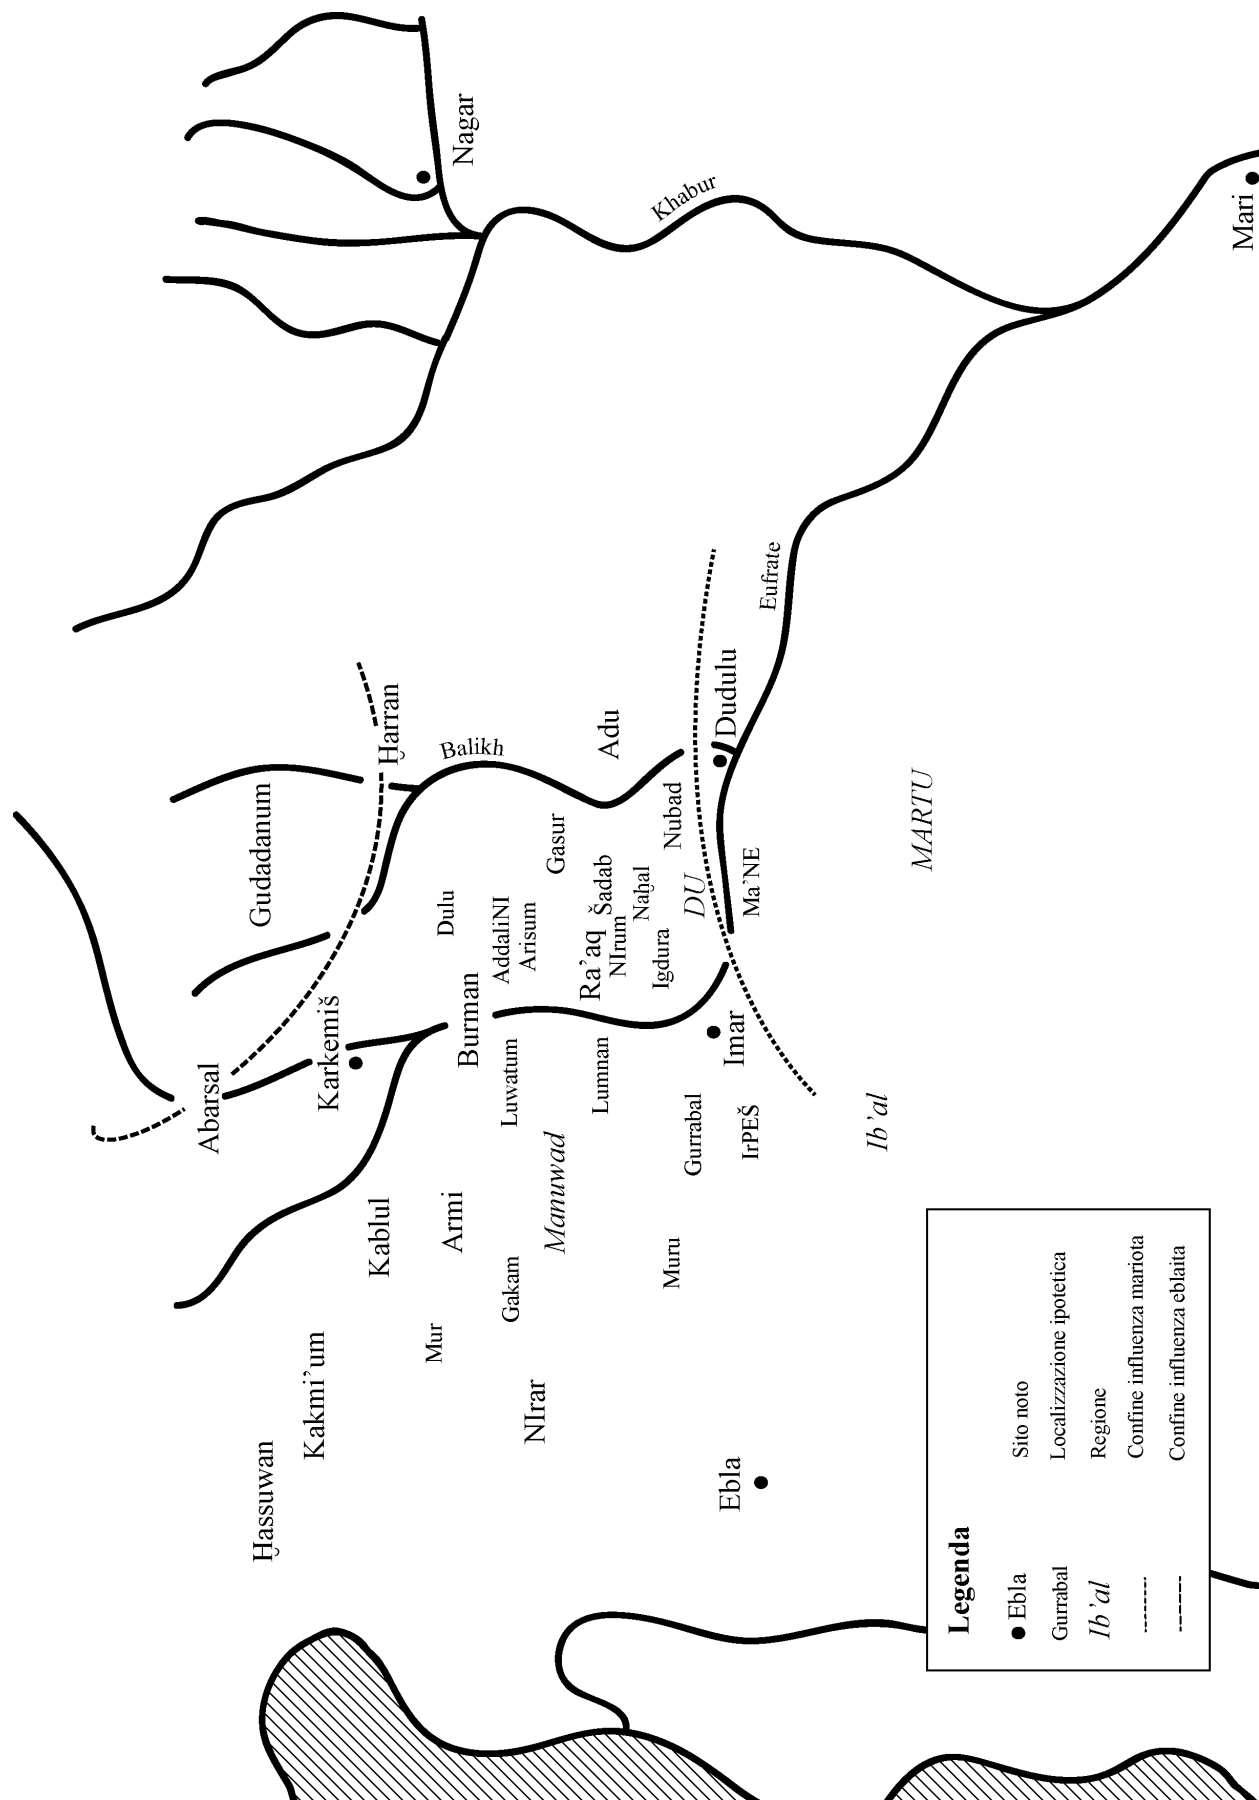 Abarsal
Gudadanum
Ḫassuwan
Kakmi’um
Karkemiš
Ḫarran
Nagar
Kablul
Armi
Mur
Burman
Dulu
Balikh
Luwatum
Gakam
AddaliNI
Arisum
Gasur
NIrar
Manuwad
Lumnan
Ra’aq
Šadab
NIrum
Adu
Naḫal
Igdura
Nubad
Khabur
Muru
Gurrabal
DU
Imar
Dudulu
Ebla
IrPEŠ
Ma’NE
Eufrate
Ib’al
MARTU
Mari
Legenda
Ebla Sito noto
Gurrabal Localizzazione ipotetica
Ib’al Regione
Confine influenza mariota
Confine influenza eblaita